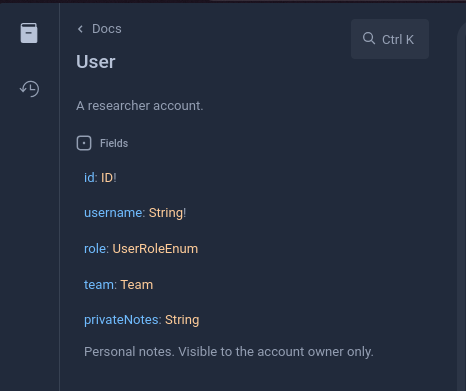 Docs
Ctrl K
User
A researcher account.
Fields
id: ID!
username: String!
role: UserRoleEnum
team: Team
privateNotes: String
Personal notes. Visible to the account owner only.